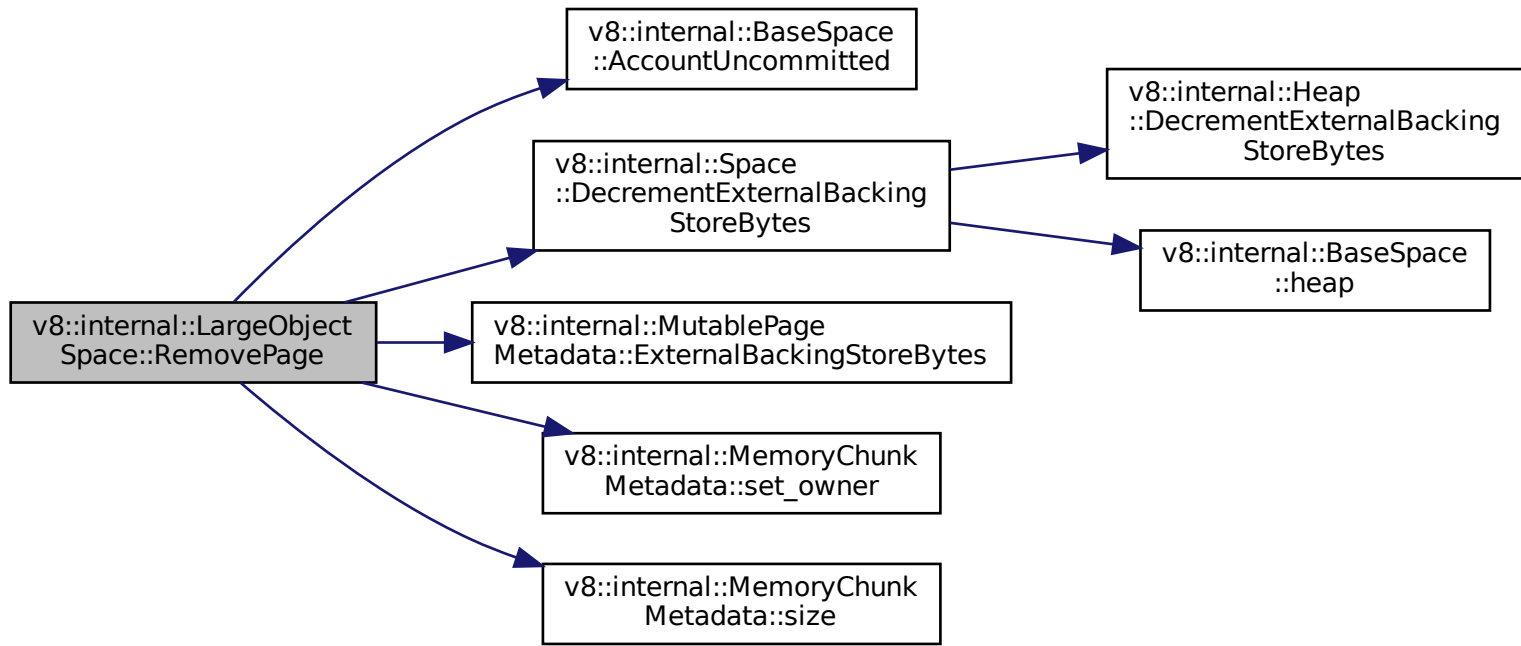 v8::internal::BaseSpace
::AccountUncommitted
v8::internal::Heap
::DecrementExternalBacking
StoreBytes
v8::internal::Space
::DecrementExternalBacking
StoreBytes
v8::internal::BaseSpace
::heap
v8::internal::LargeObject
Space::RemovePage
v8::internal::MutablePage
Metadata::ExternalBackingStoreBytes
v8::internal::MemoryChunk
Metadata::set_owner
v8::internal::MemoryChunk
Metadata::size